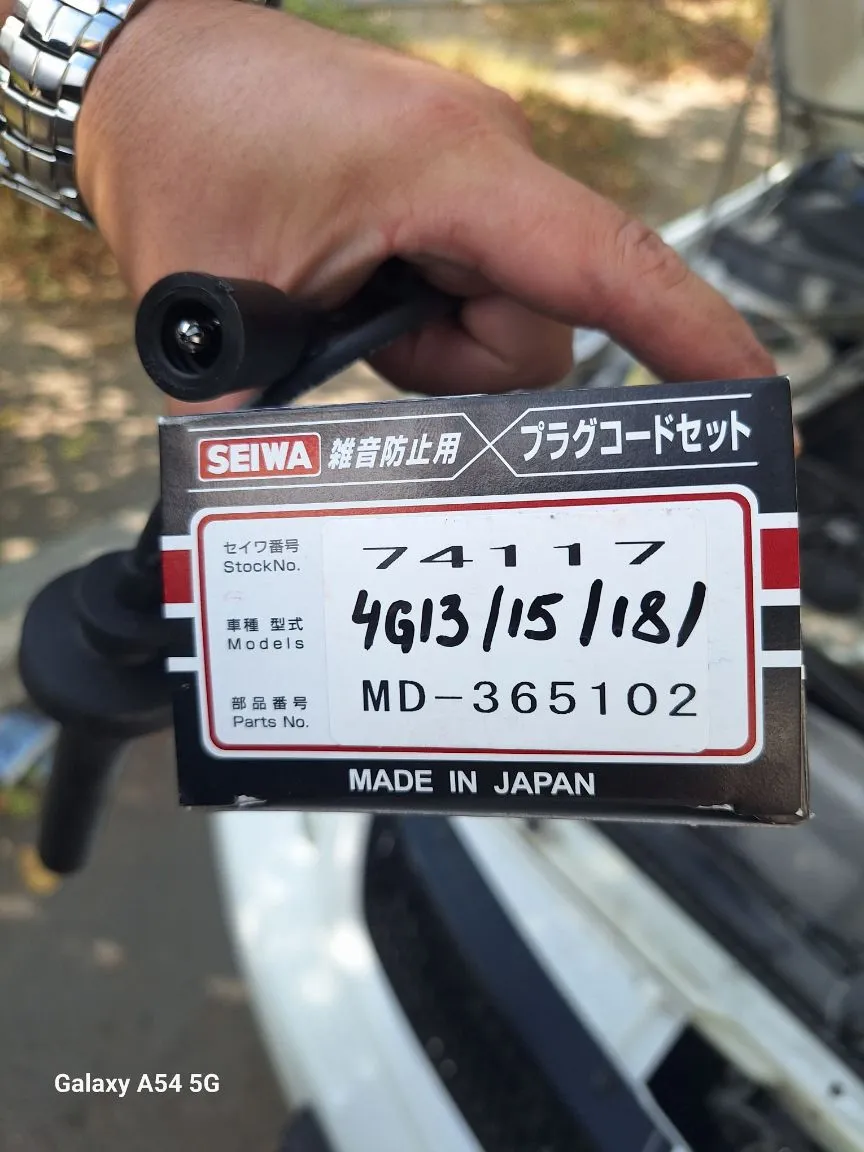 SEIWA 雑音防止用 プラグコードセット
セイワ番号 74117
StockNo.
車種 型式 4G13/15/18/
Models
部品番号 MD-365102
Parts No.
MADE IN JAPAN
Galaxy A54 5G